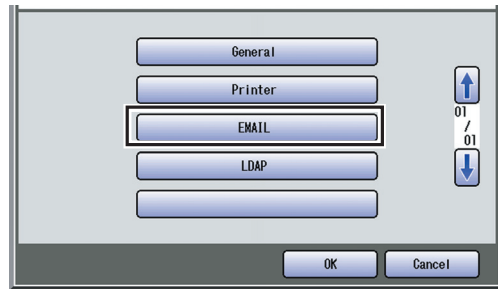 General
Printer
EMAIL
LDAP
01
/
01
OK
Cancel